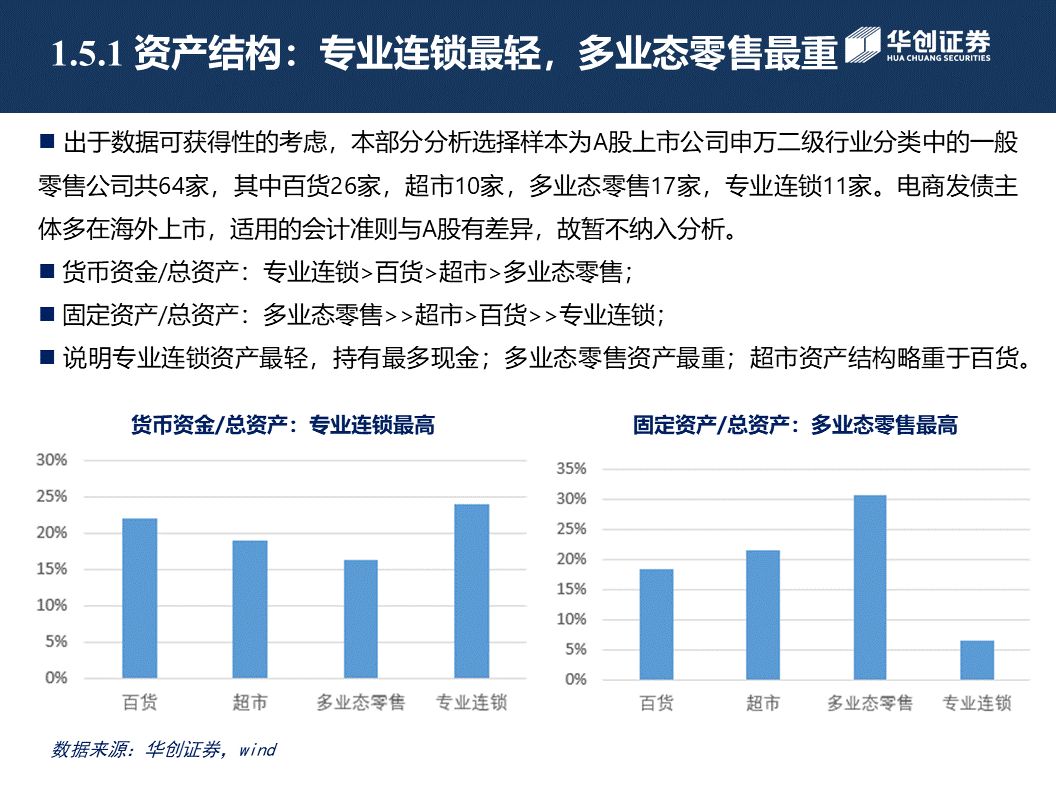 1.5.1 资产结构：专业连锁最轻，多业态零售最重
华创证券
HUA CHUANG SECURITIES
■ 出于数据可获得性的考虑，本部分分析选择样本为A股上市公司申万二级行业分类中的一般
零售公司共64家，其中百货26家，超市10家，多业态零售17家，专业连锁11家。电商发债主
体多在海外上市，适用的会计准则与A股有差异，故暂不纳入分析。
■ 货币资金/总资产：专业连锁>百货>超市>多业态零售；
■ 固定资产/总资产：多业态零售>>超市>百货>>专业连锁；
■ 说明专业连锁资产最轻，持有最多现金；多业态零售资产最重；超市资产结构略重于百货。
货币资金/总资产：专业连锁最高
30%
25%
20%
15%
10%
5%
0%
百货 超市 多业态零售 专业连锁
固定资产/总资产：多业态零售最高
35%
30%
25%
20%
15%
10%
5%
0%
百货 超市 多业态零售 专业连锁
数据来源：华创证券，wind